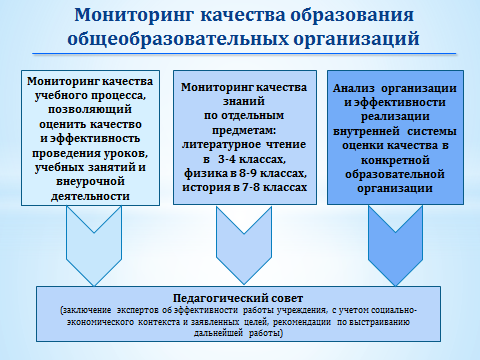 Мониторинг качества образования
общеобразовательных организаций
Мониторинг качества
учебного процесса,
позволяющий
оценить качество
и эффективность
проведения уроков,
учебных занятий и
внеурочной
деятельности
Мониторинг качества
знаний
по отдельным
предметам:
литературное чтение
в 3-4 классах,
физика в 8-9 классах,
история в 7-8 классах
Анализ организации
и эффективности
реализации
внутренней системы
оценки качества в
конкретной
образовательной
организации
Педагогический совет
(заключение экспертов об эффективности работы учреждения, с учетом социально-
экономического контекста и заявленных целей, рекомендации по выстраиванию
дальнейшей работы)